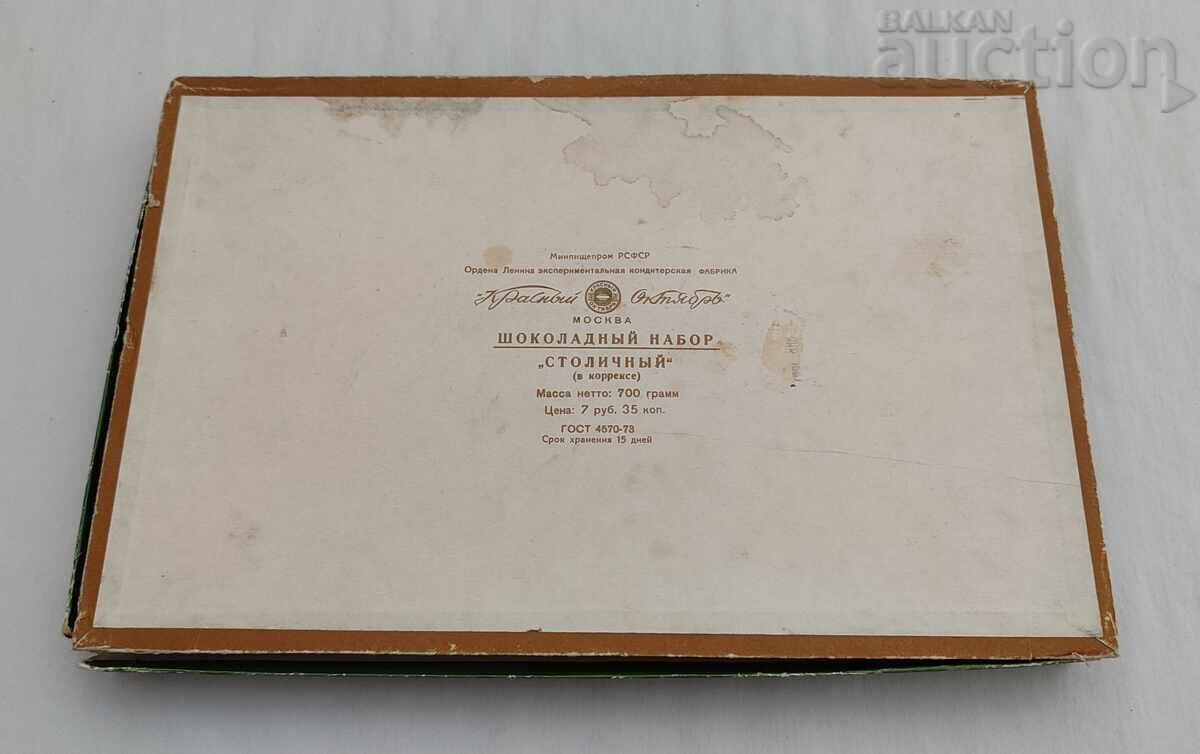 BALKAN
auction
Минпищепром РСФСР
Ордена Ленина экспериментальная кондитерская ФАБРИКА
"Красный Октябрь"
МОСКВА
ШОКОЛАДНЫЙ НАБОР
„СТОЛИЧНЫЙ"
(в коррексе)
Масса нетто: 700 грамм
Цена: 7 руб. 35 коп.
ГОСТ 4570-73
Срок хранения 15 дней